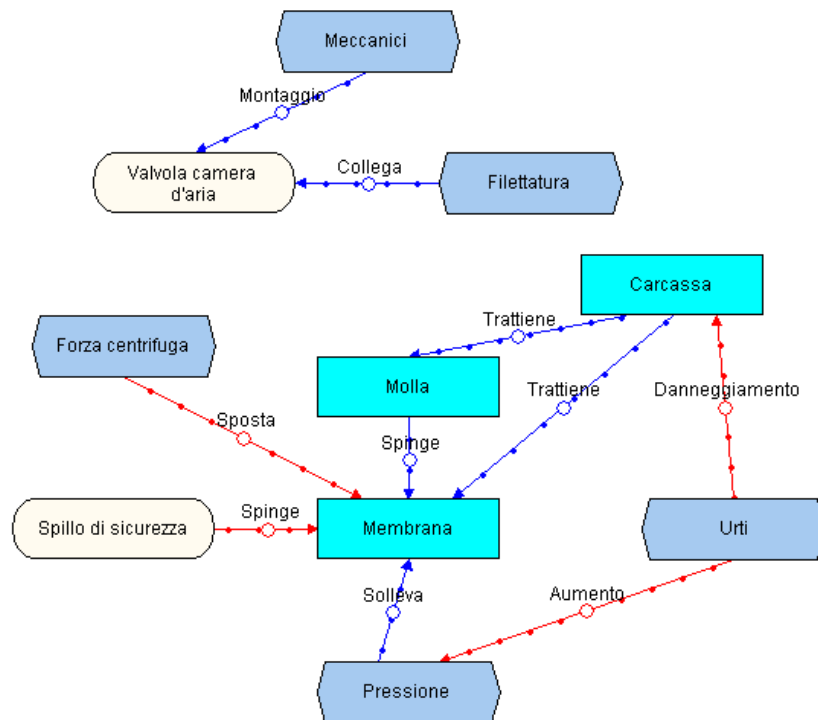 Meccanici
Montaggio
Valvola camera
d'aria
Collega
Filettatura
Carcassa
Trattiene
Forza centrifuga
Molla
Trattiene
Danneggiamento
Sposta
Spinge
Spillo di sicurezza
Spinge
Membrana
Urti
Solleva
Aumento
Pressione